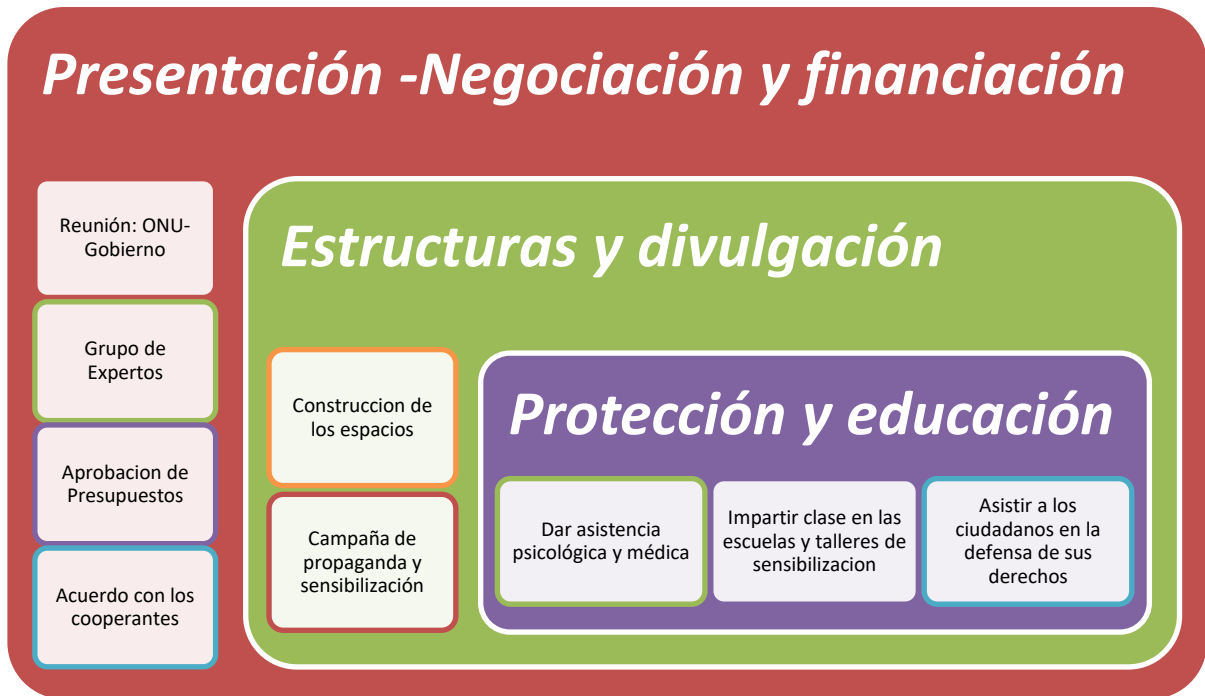 Presentación -Negociación y financiación
Reunión: ONU-
Gobierno
Grupo de
Expertos
Aprobacion de
Presupuestos
Acuerdo con los
cooperantes
Estructuras y divulgación
Construccion de
los espacios
Campaña de
propaganda y
sensibilización
Protección y educación
Dar asistencia
psicológica y médica
Impartir clase en las
escuelas y talleres de
sensibilizacion
Asistir a los
ciudadanos en la
defensa de sus
derechos